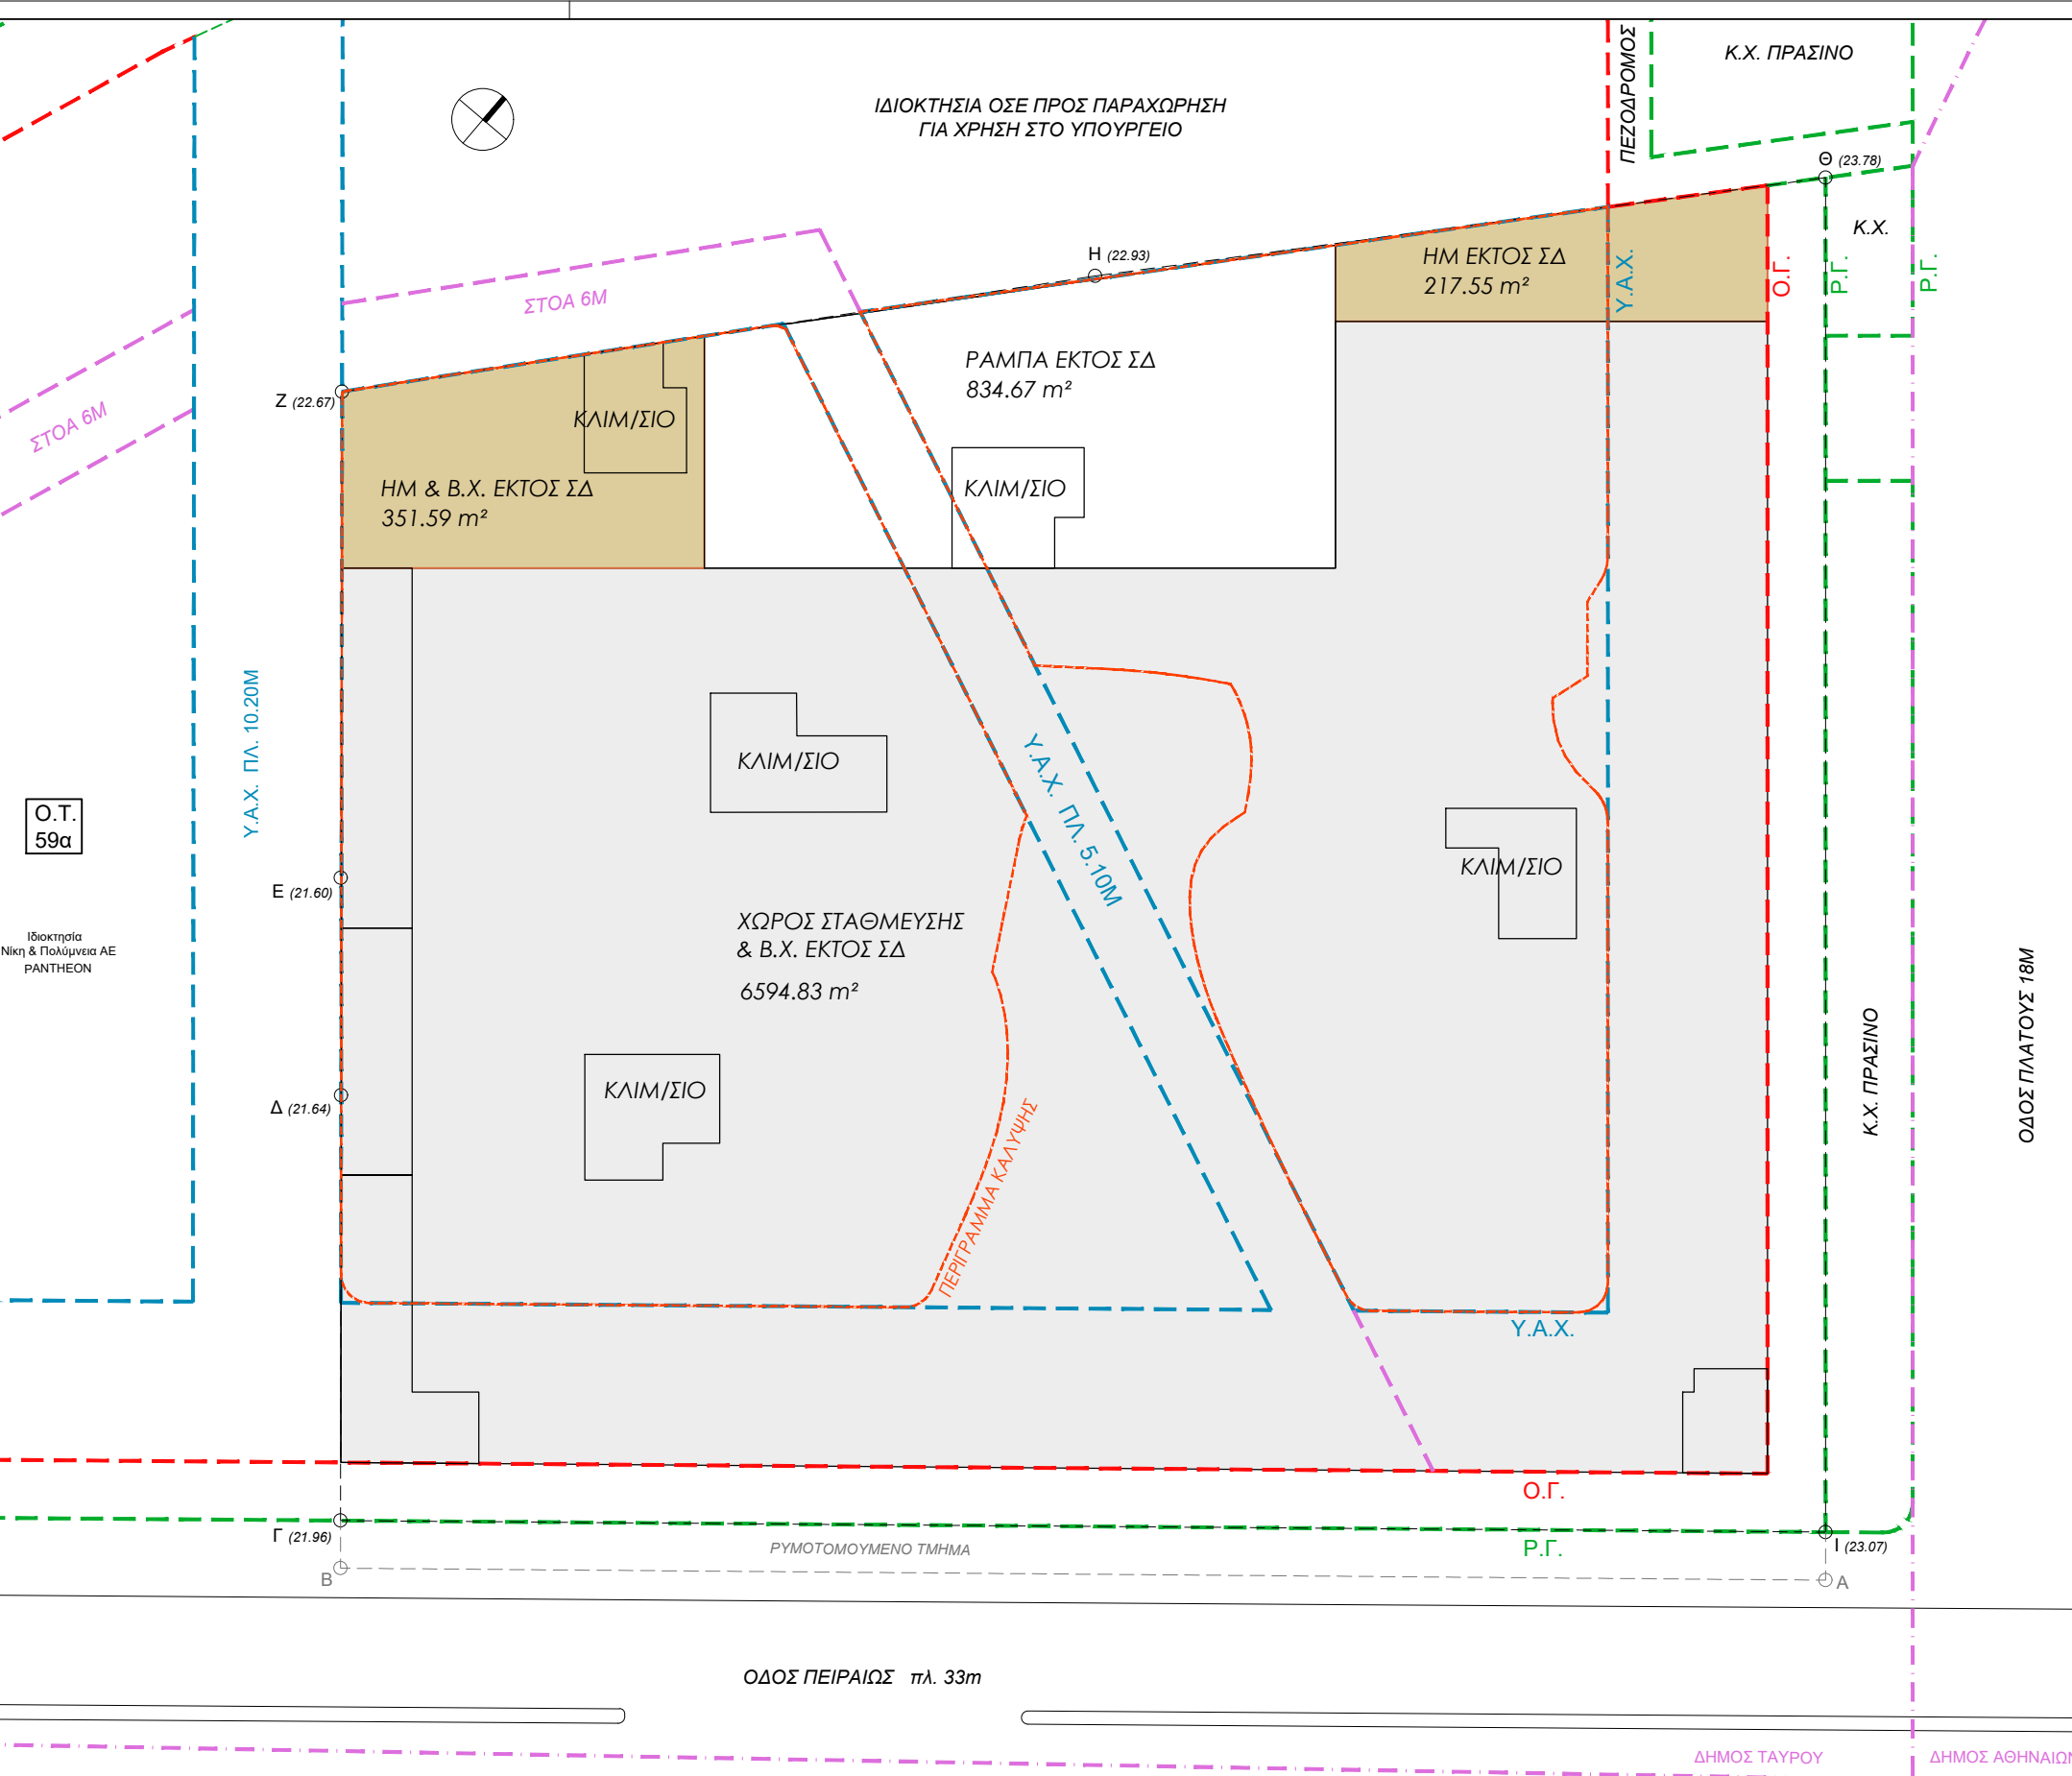 Κ.Χ. ΠΡΑΣΙΝΟ
ΠΕΖΟΔΡΟΜΟΣ
ΙΔΙΟΚΤΗΣΙΑ ΟΣΕ ΠΡΟΣ ΠΑΡΑΧΩΡΗΣΗ
ΓΙΑ ΧΡΗΣΗ ΣΤΟ ΥΠΟΥΡΓΕΙΟ
Θ (23.78)
Κ.Χ.
Η (22.93)
ΗΜ ΕΚΤΟΣ ΣΔ
217.55 m²
Υ.Α.Χ.
Ο.Γ.
Ρ.Γ.
Ρ.Γ.
ΣΤΟΑ 6Μ
ΣΤΟΑ 6Μ
ΡΑΜΠΑ ΕΚΤΟΣ ΣΔ
834.67 m²
Ζ (22.67)
ΚΛΙΜ/ΣΙΟ
ΗΜ & Β.Χ. ΕΚΤΟΣ ΣΔ
351.59 m²
ΚΛΙΜ/ΣΙΟ
Υ.Α.Χ. ΠΛ. 10.20Μ
ΚΛΙΜ/ΣΙΟ
Υ.Α.Χ. ΠΛ. 5.10Μ
Ο.Τ.
59α
ΚΛΙΜ/ΣΙΟ
Ε (21.60)
ΧΩΡΟΣ ΣΤΑΘΜΕΥΣΗΣ
& Β.Χ. ΕΚΤΟΣ ΣΔ
6594.83 m²
Ιδιοκτησία
Νίκη & Πολύμνεια ΑΕ
PANTHEON
ΟΔΟΣ ΠΛΑΤΟΥΣ 18Μ
Κ.Χ. ΠΡΑΣΙΝΟ
ΚΛΙΜ/ΣΙΟ
Δ (21.64)
ΠΕΡΙΓΡΑΜΜΑ ΚΑΛΥΨΗΣ
Υ.Α.Χ.
Ο.Γ.
Γ (21.96)
ΡΥΜΟΤΟΜΟΥΜΕΝΟ ΤΜΗΜΑ
Ρ.Γ.
Ι (23.07)
Β
Α
ΟΔΟΣ ΠΕΙΡΑΙΩΣ πλ. 33m
ΔΗΜΟΣ ΤΑΥΡΟΥ
ΔΗΜΟΣ ΑΘΗΝΑΙΩΝ